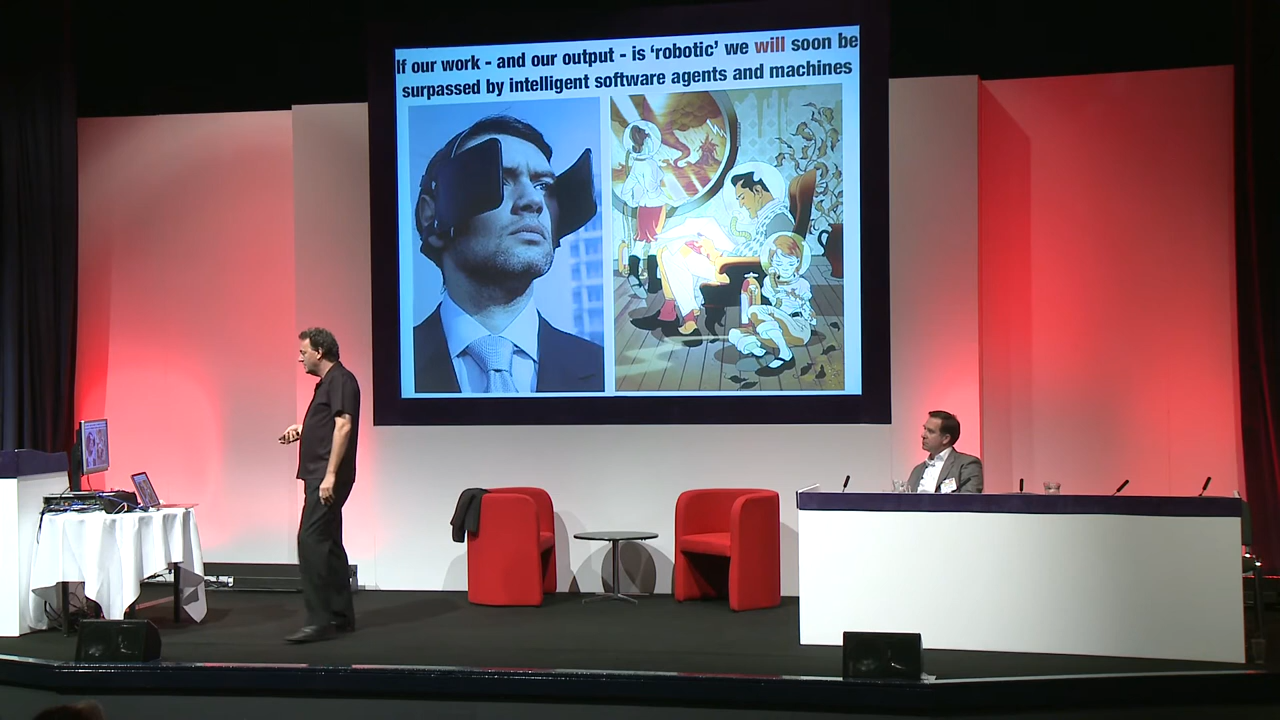 If our work - and our output - is ‘robotic’ we will soon be
surpassed by intelligent software agents and machines